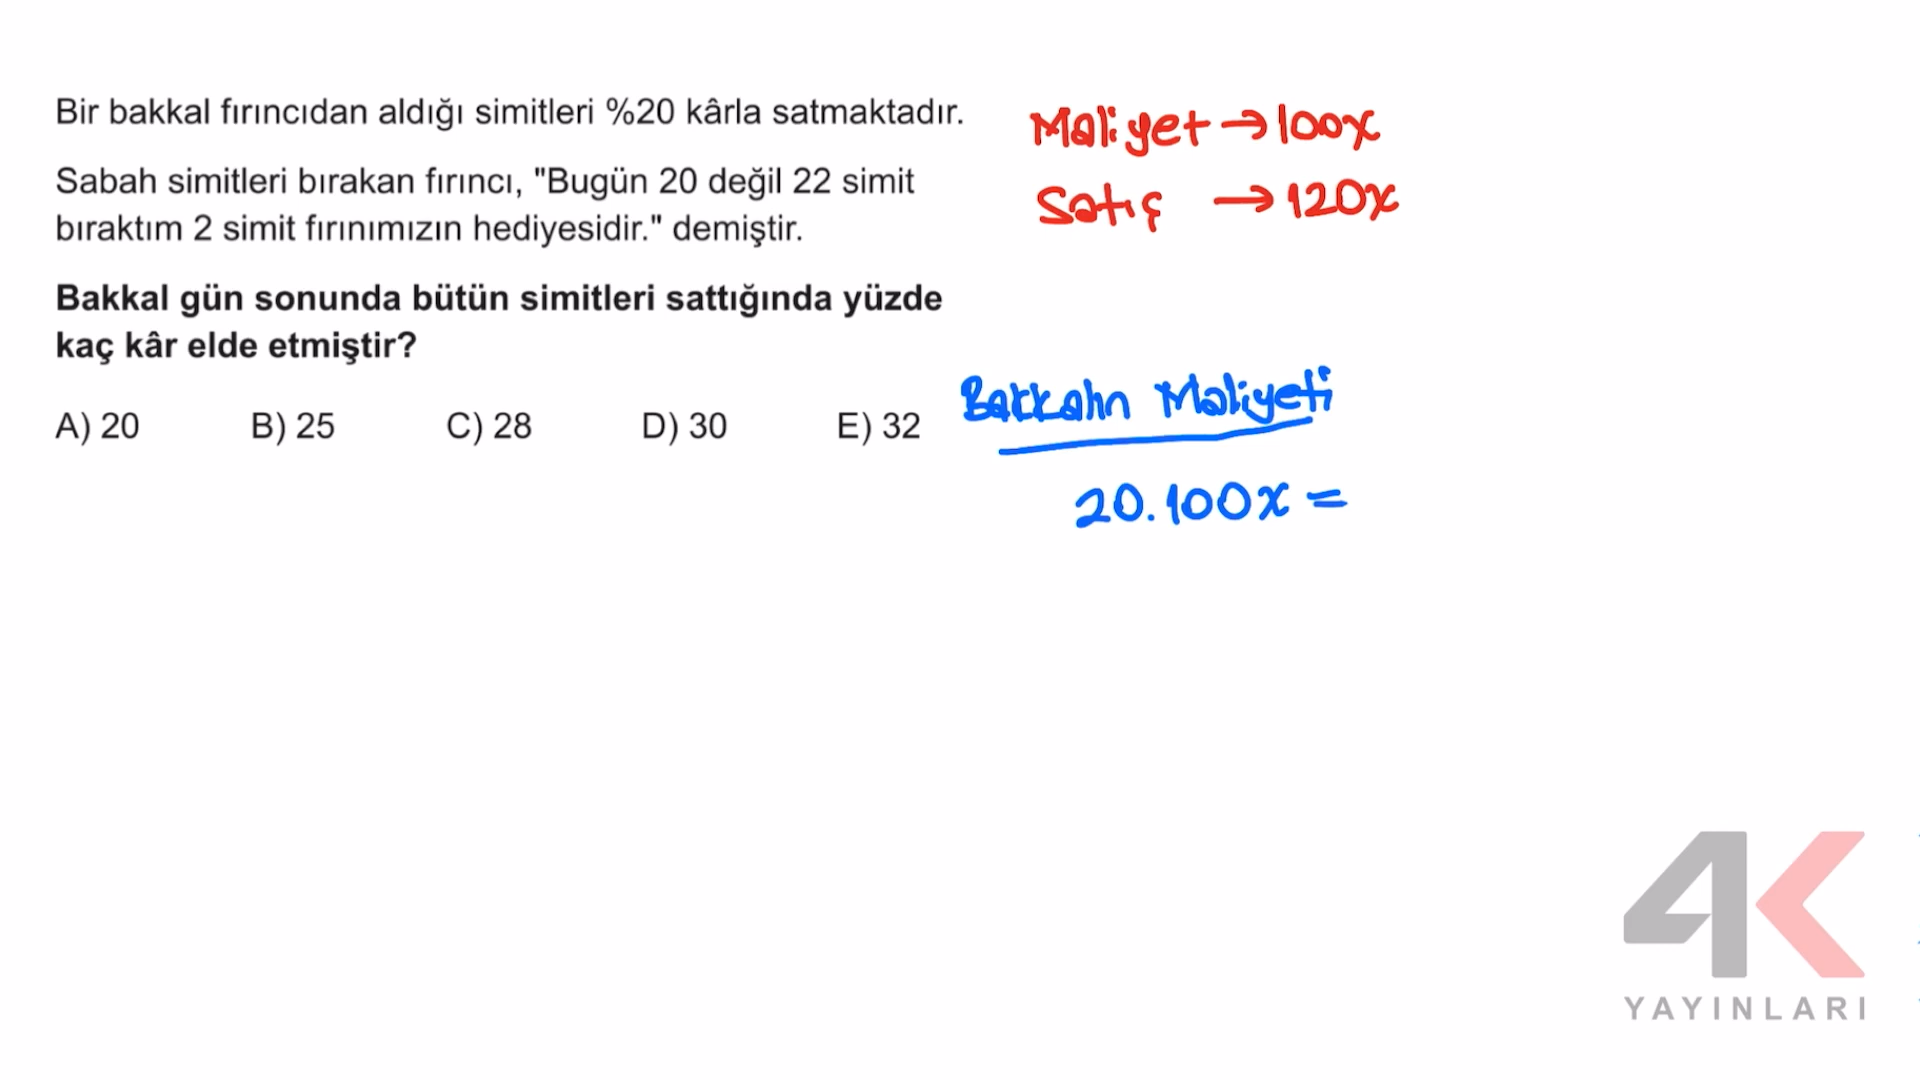 Bir bakkal fırıncıdan aldığı simitleri %20 kârla satmaktadır.
Sabah simitleri bırakan fırıncı, "Bugün 20 değil 22 simit
bıraktım 2 simit fırınımızın hediyesidir." demiştir.
Bakkal gün sonunda bütün simitleri sattığında yüzde
kaç kâr elde etmiştir?
A) 20 B) 25 C) 28 D) 30 E) 32
Maliyet → 100x
Satış → 120x
Bakkalın Maliyeti
20.100x =
4K
YAYINLARI